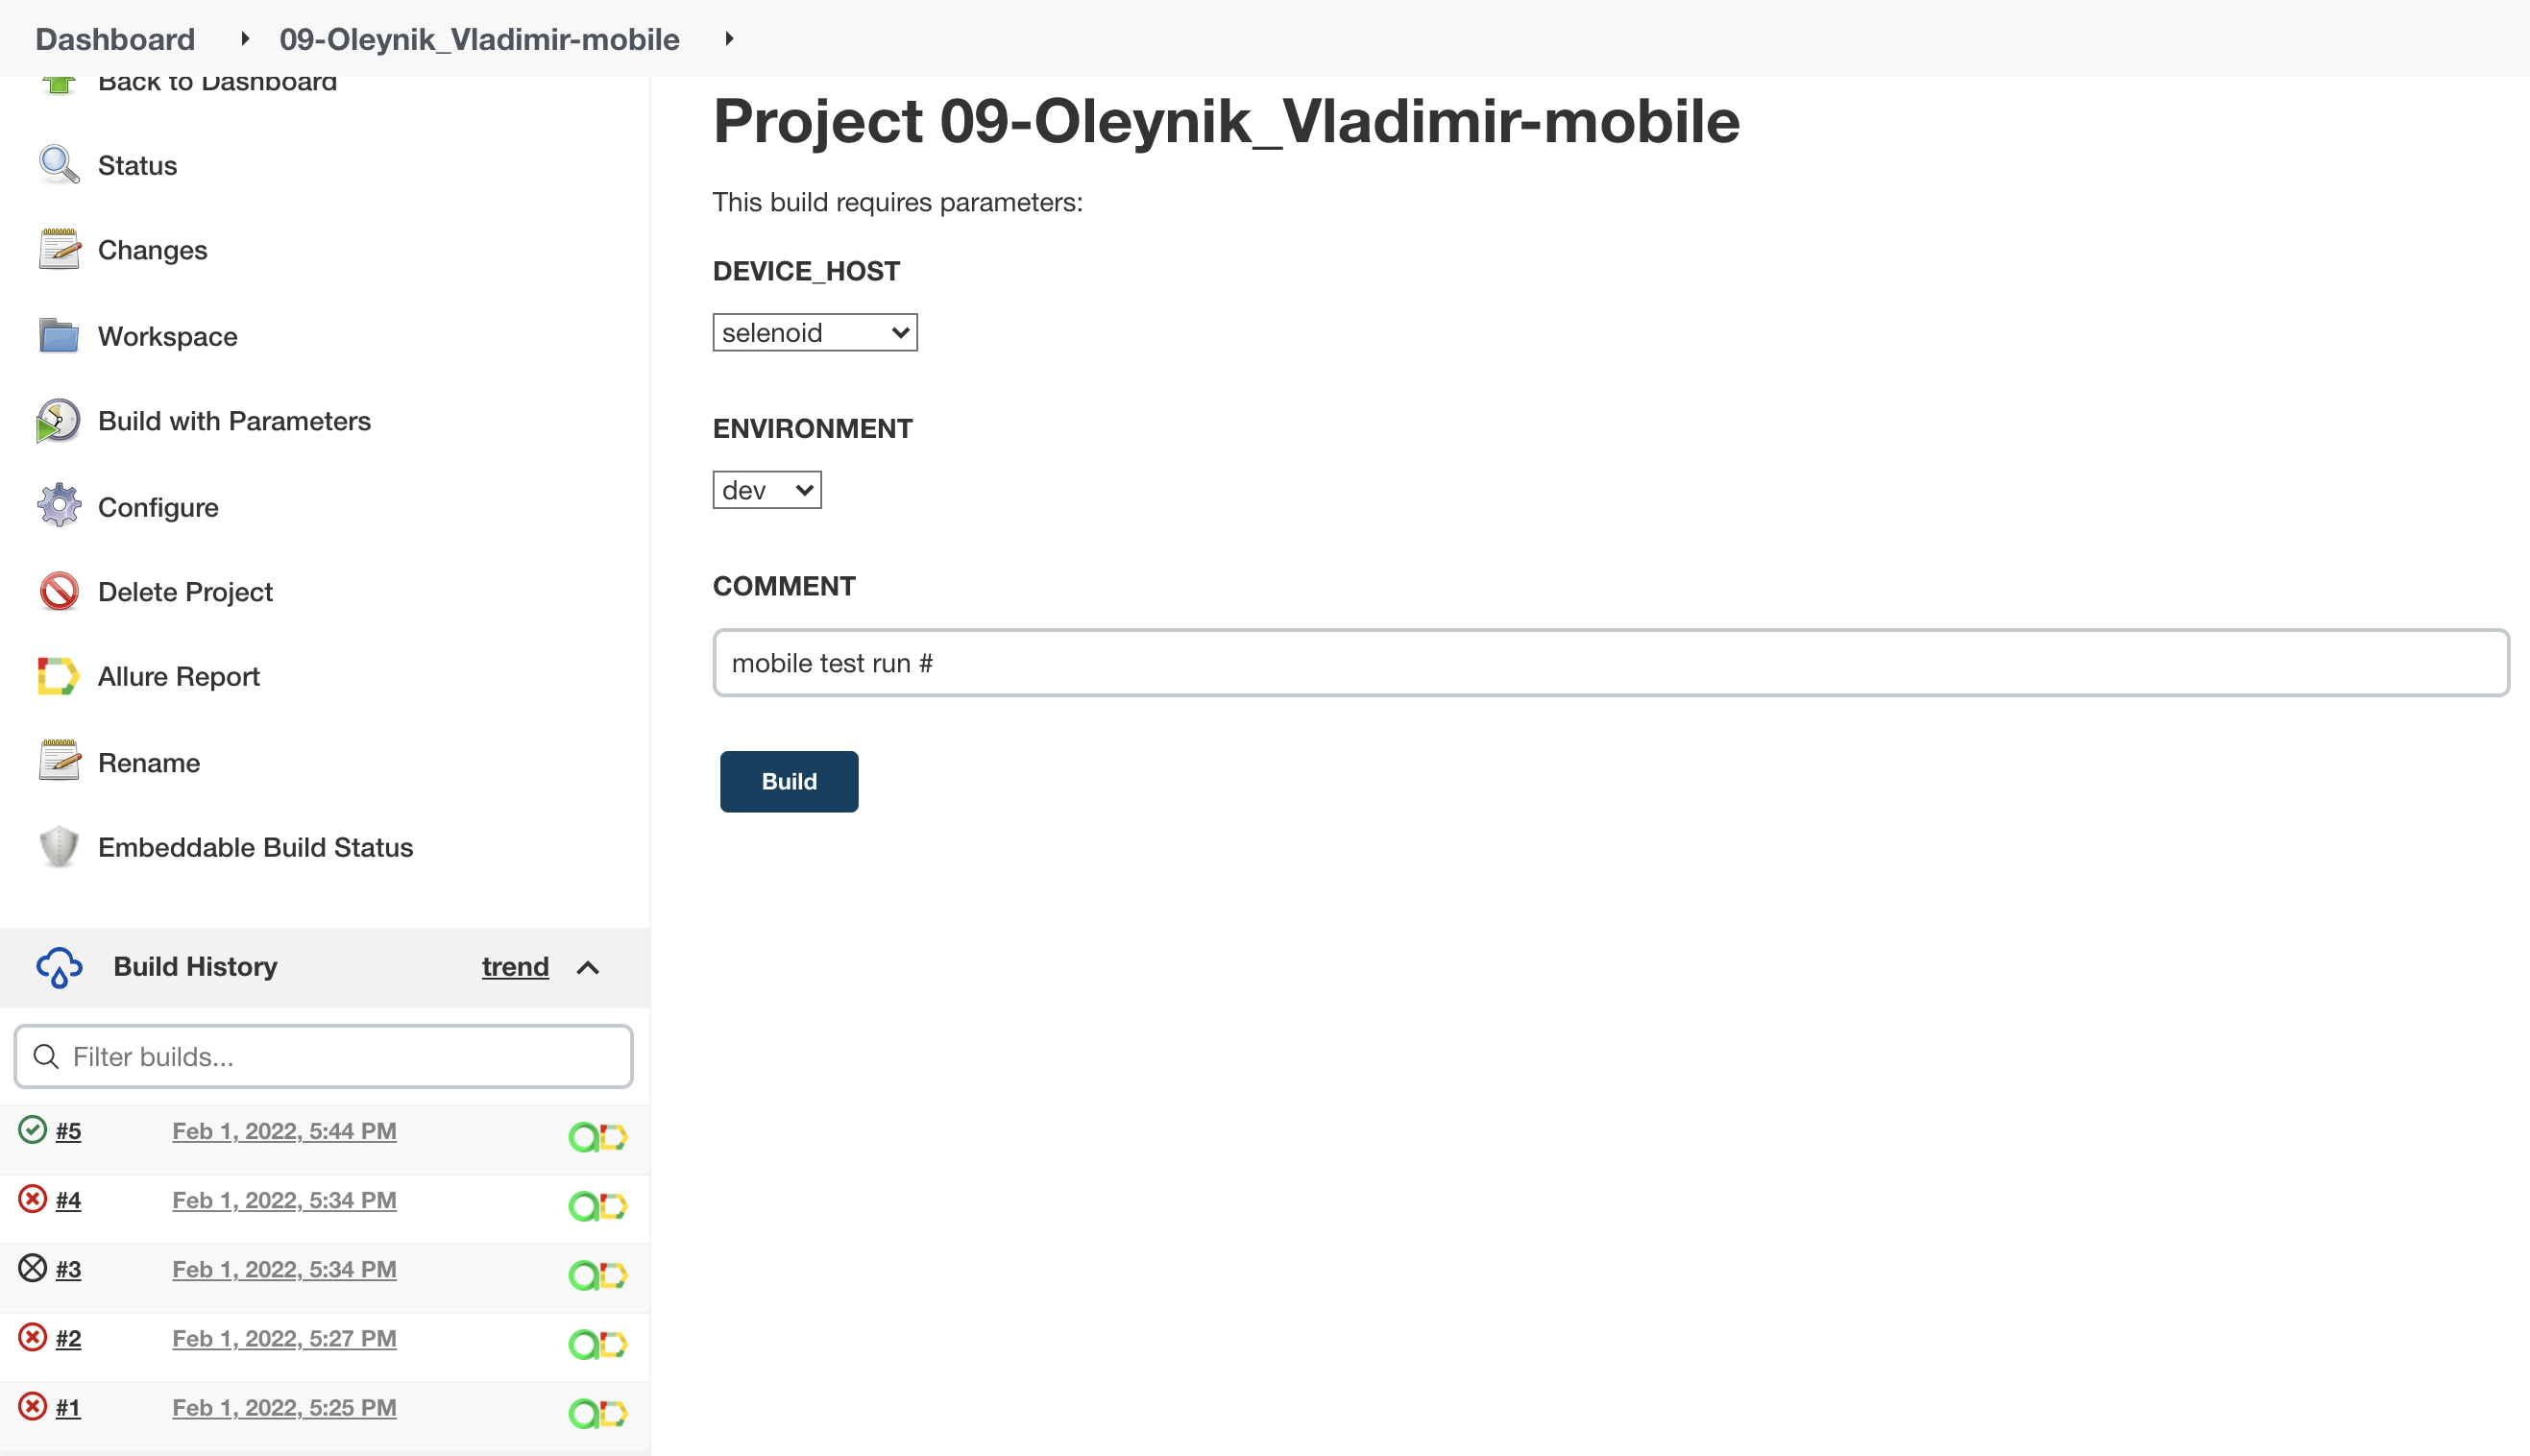 Dashboard
09-Oleynik_Vladimir-mobile
Back to Dashboard
Status
Changes
Workspace
Build with Parameters
Configure
Delete Project
Allure Report
Rename
Embeddable Build Status
Build History trend
Filter builds...
#5 Feb 1, 2022, 5:44 PM
#4 Feb 1, 2022, 5:34 PM
#3 Feb 1, 2022, 5:34 PM
#2 Feb 1, 2022, 5:27 PM
#1 Feb 1, 2022, 5:25 PM
Project 09-Oleynik_Vladimir-mobile
This build requires parameters:
DEVICE_HOST
selenoid
ENVIRONMENT
dev
COMMENT
mobile test run #
Build